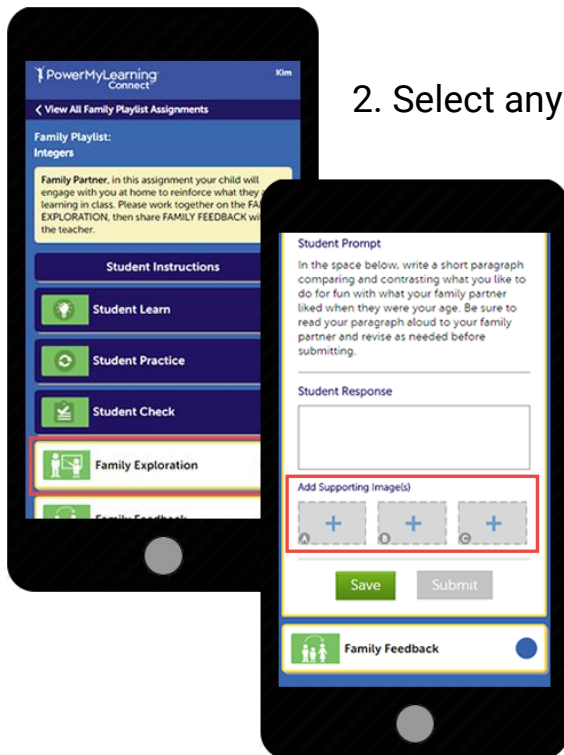 PowerMyLearning
Connect
Kim
View All Family Playlist Assignments
Family Playlist:
Integers
Family Partner, in this assignment your child will
engage with you at home to reinforce what they
learning in class. Please work together on the
EXPLORATION, then share FAMILY FEEDBACK
the teacher.
Student Instructions
Student Learn
Student Practice
Student Check
Family Exploration
Family Feedback
2. Select any
Student Prompt
In the space below, write a short paragraph
comparing and contrasting what you like to
do for fun with what your family partner
liked when they were your age. Be sure to
read your paragraph aloud to your family
partner and revise as needed before
submitting.
Student Response
Add Supporting Image(s)
A B C
Save Submit
Family Feedback